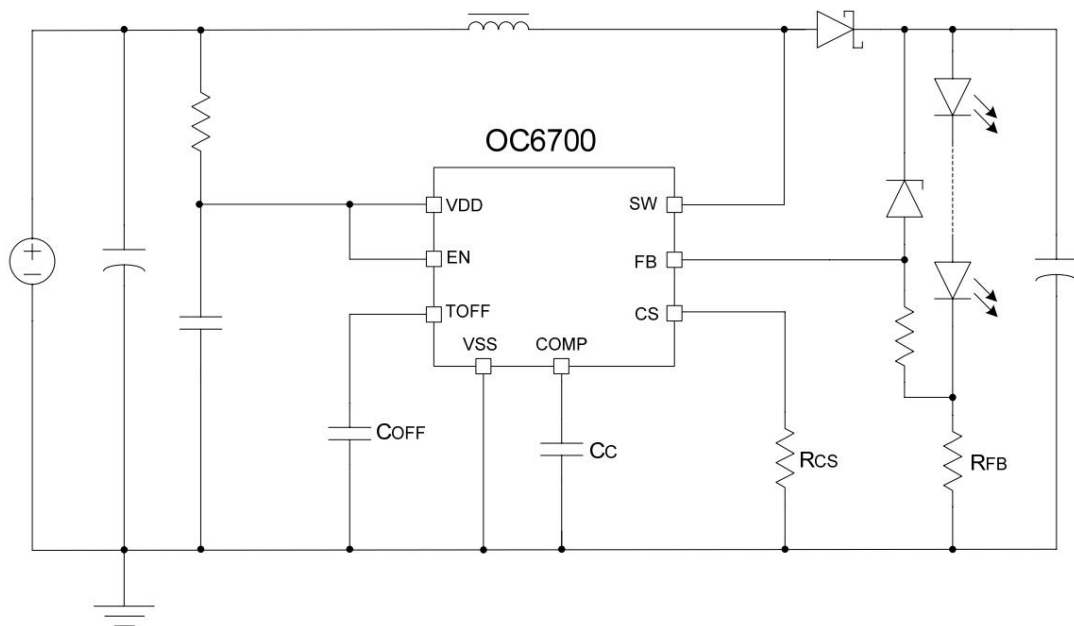 OC6700
VDD
SW
EN
FB
TOFF
CS
VSS COMP
COFF
CC
RCS
RFB